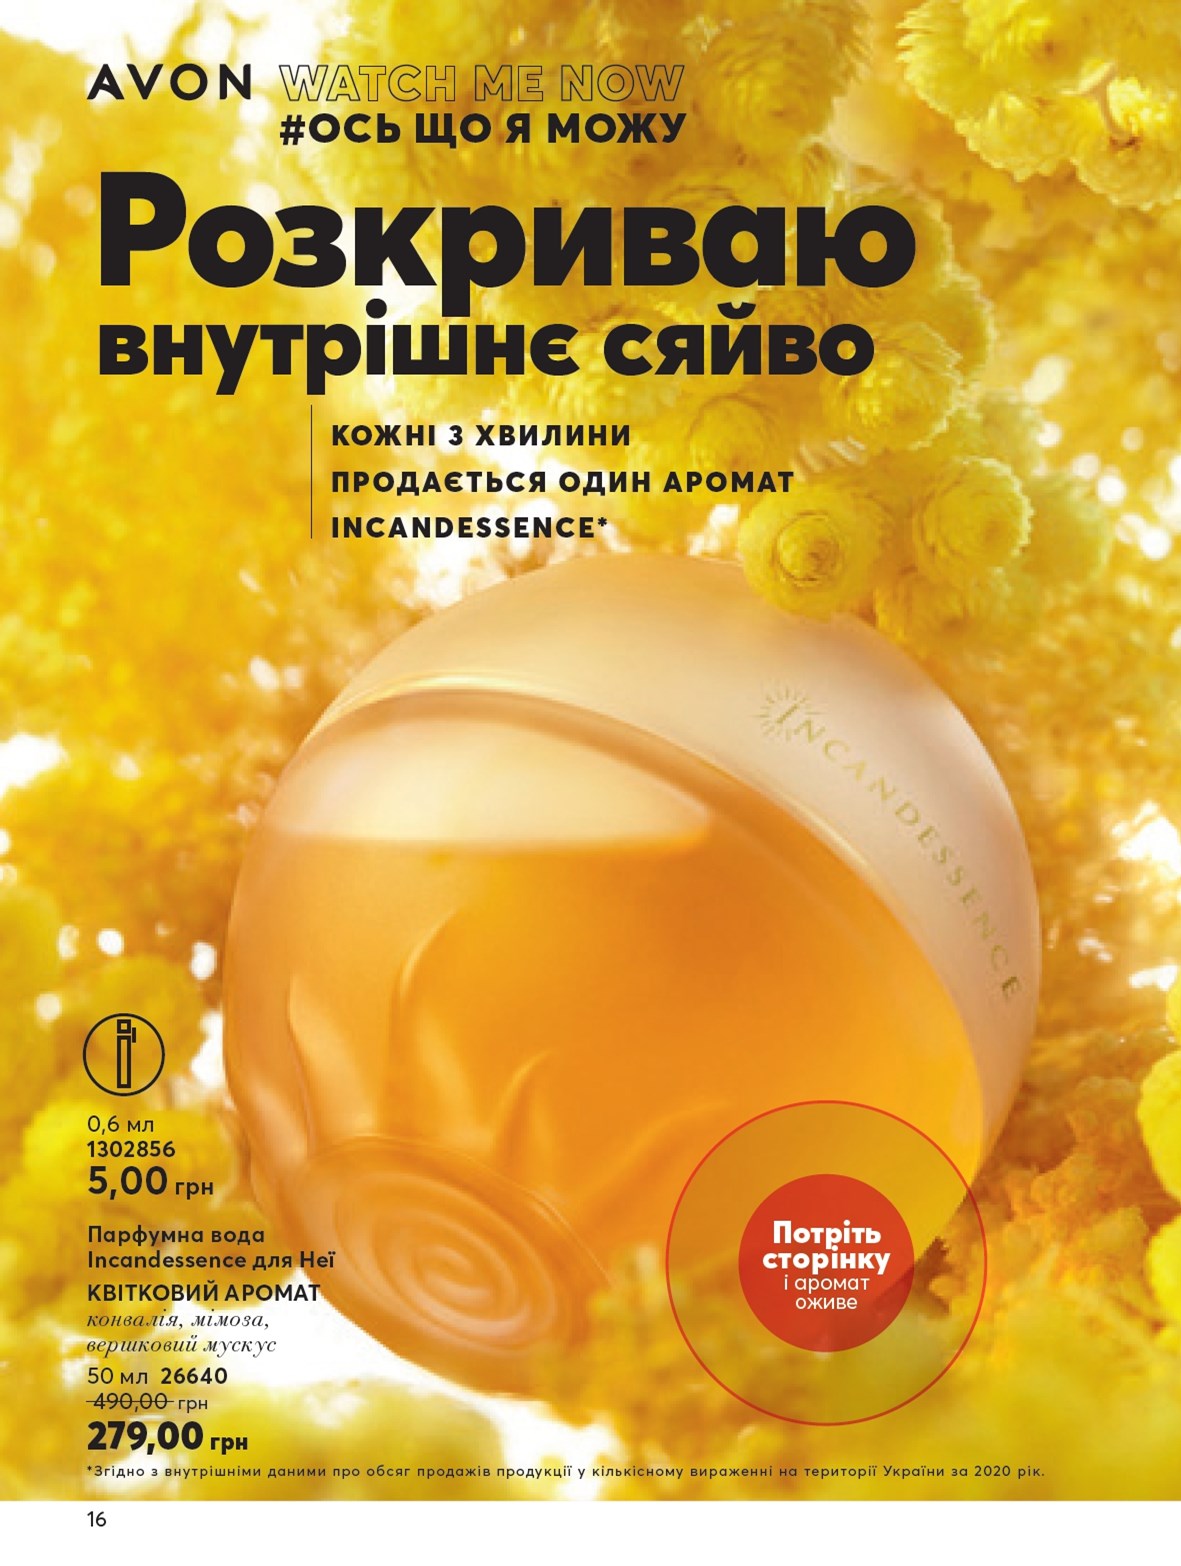 AVON WATCH ME NOW
#ОСЬ ЩО Я МОЖУ
Розкриваю
внутрішнє сяйво
КОЖНІ 3 ХВИЛИНИ
ПРОДАЄТЬСЯ ОДИН АРОМАТ
INCANDESSENCE*
INCANDESSENCE
0,6 мл
1302856
5,00 грн
Парфумна вода
Incandessence для Неї
КВІТКОВИЙ АРОМАТ
конвалія, мімоза,
вершковий мускус
50 мл 26640
490,00 грн
279,00 грн
Потріть
сторінку
і аромат
оживе
*Згідно з внутрішніми даними про обсяг продажів продукції у кількісному вираженні на території України за 2020 рік.
16